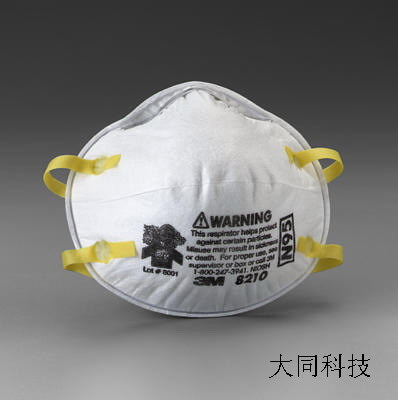 WARNING
This respirator helps protect
against certain particles.
Misuse may result in sickness
or death. For proper use, see
supervisor or box or call 3M
1-800-247-3941. NIOSH
3M 8210
N95
Lot # 8001
大同科技